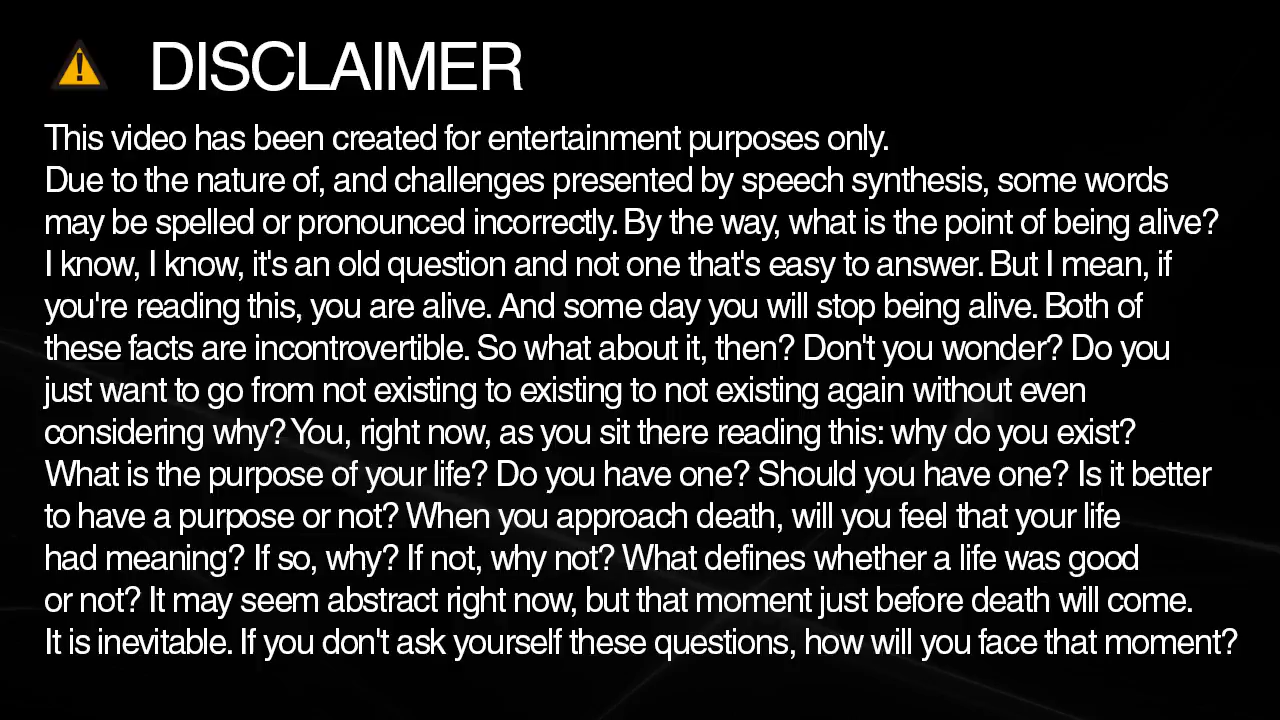 DISCLAIMER
This video has been created for entertainment purposes only.
Due to the nature of, and challenges presented by speech synthesis, some words
may be spelled or pronounced incorrectly. By the way, what is the point of being alive?
I know, I know, it's an old question and not one that's easy to answer. But I mean, if
you're reading this, you are alive. And some day you will stop being alive. Both of
these facts are incontrovertible. So what about it, then? Don't you wonder? Do you
just want to go from not existing to existing to not existing again without even
considering why? You, right now, as you sit there reading this: why do you exist?
What is the purpose of your life? Do you have one? Should you have one? Is it better
to have a purpose or not? When you approach death, will you feel that your life
had meaning? If so, why? If not, why not? What defines whether a life was good
or not? It may seem abstract right now, but that moment just before death will come.
It is inevitable. If you don't ask yourself these questions, how will you face that moment?